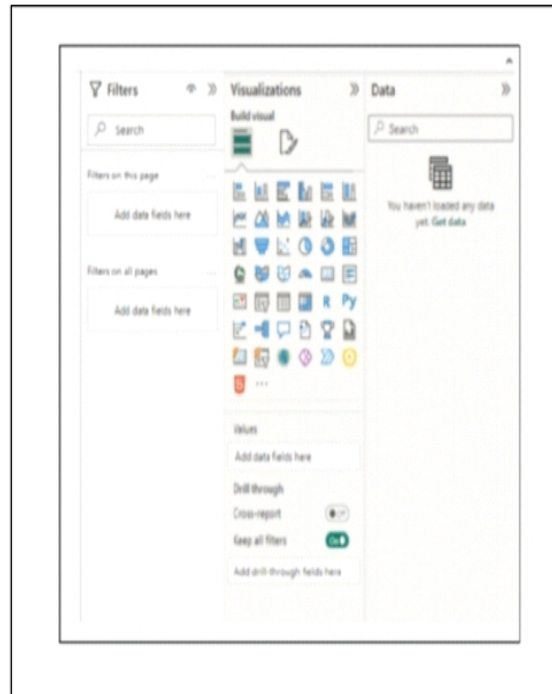 Filters
Search
Filters on this page
Add data fields here
Filters on all pages
Add data fields here
Visualizations
Build visual
R
Py
Values
Add data fields here
Drill through
Cross-report
Off
Keep all filters
On
Add drill-through fields here
Data
Search
You haven't loaded any data
yet. Get data